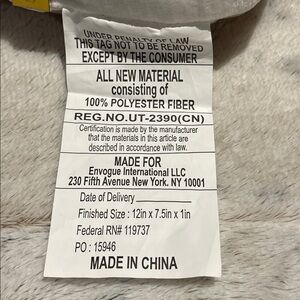 UNDER PENALTY OF LAW
THIS TAG NOT TO BE REMOVED
EXCEPT BY THE CONSUMER
ALL NEW MATERIAL
consisting of
100% POLYESTER FIBER
REG.NO.UT-2390(CN)
Certification is made by the manufacturer
that the materials in this article are
described in accordance with law.
MADE FOR
Envogue International LLC
230 Fifth Avenue New York. NY 10001
Date of Delivery
Finished Size : 12in x 7.5in x 1in
Federal RN# 119737
PO : 15946
MADE IN CHINA